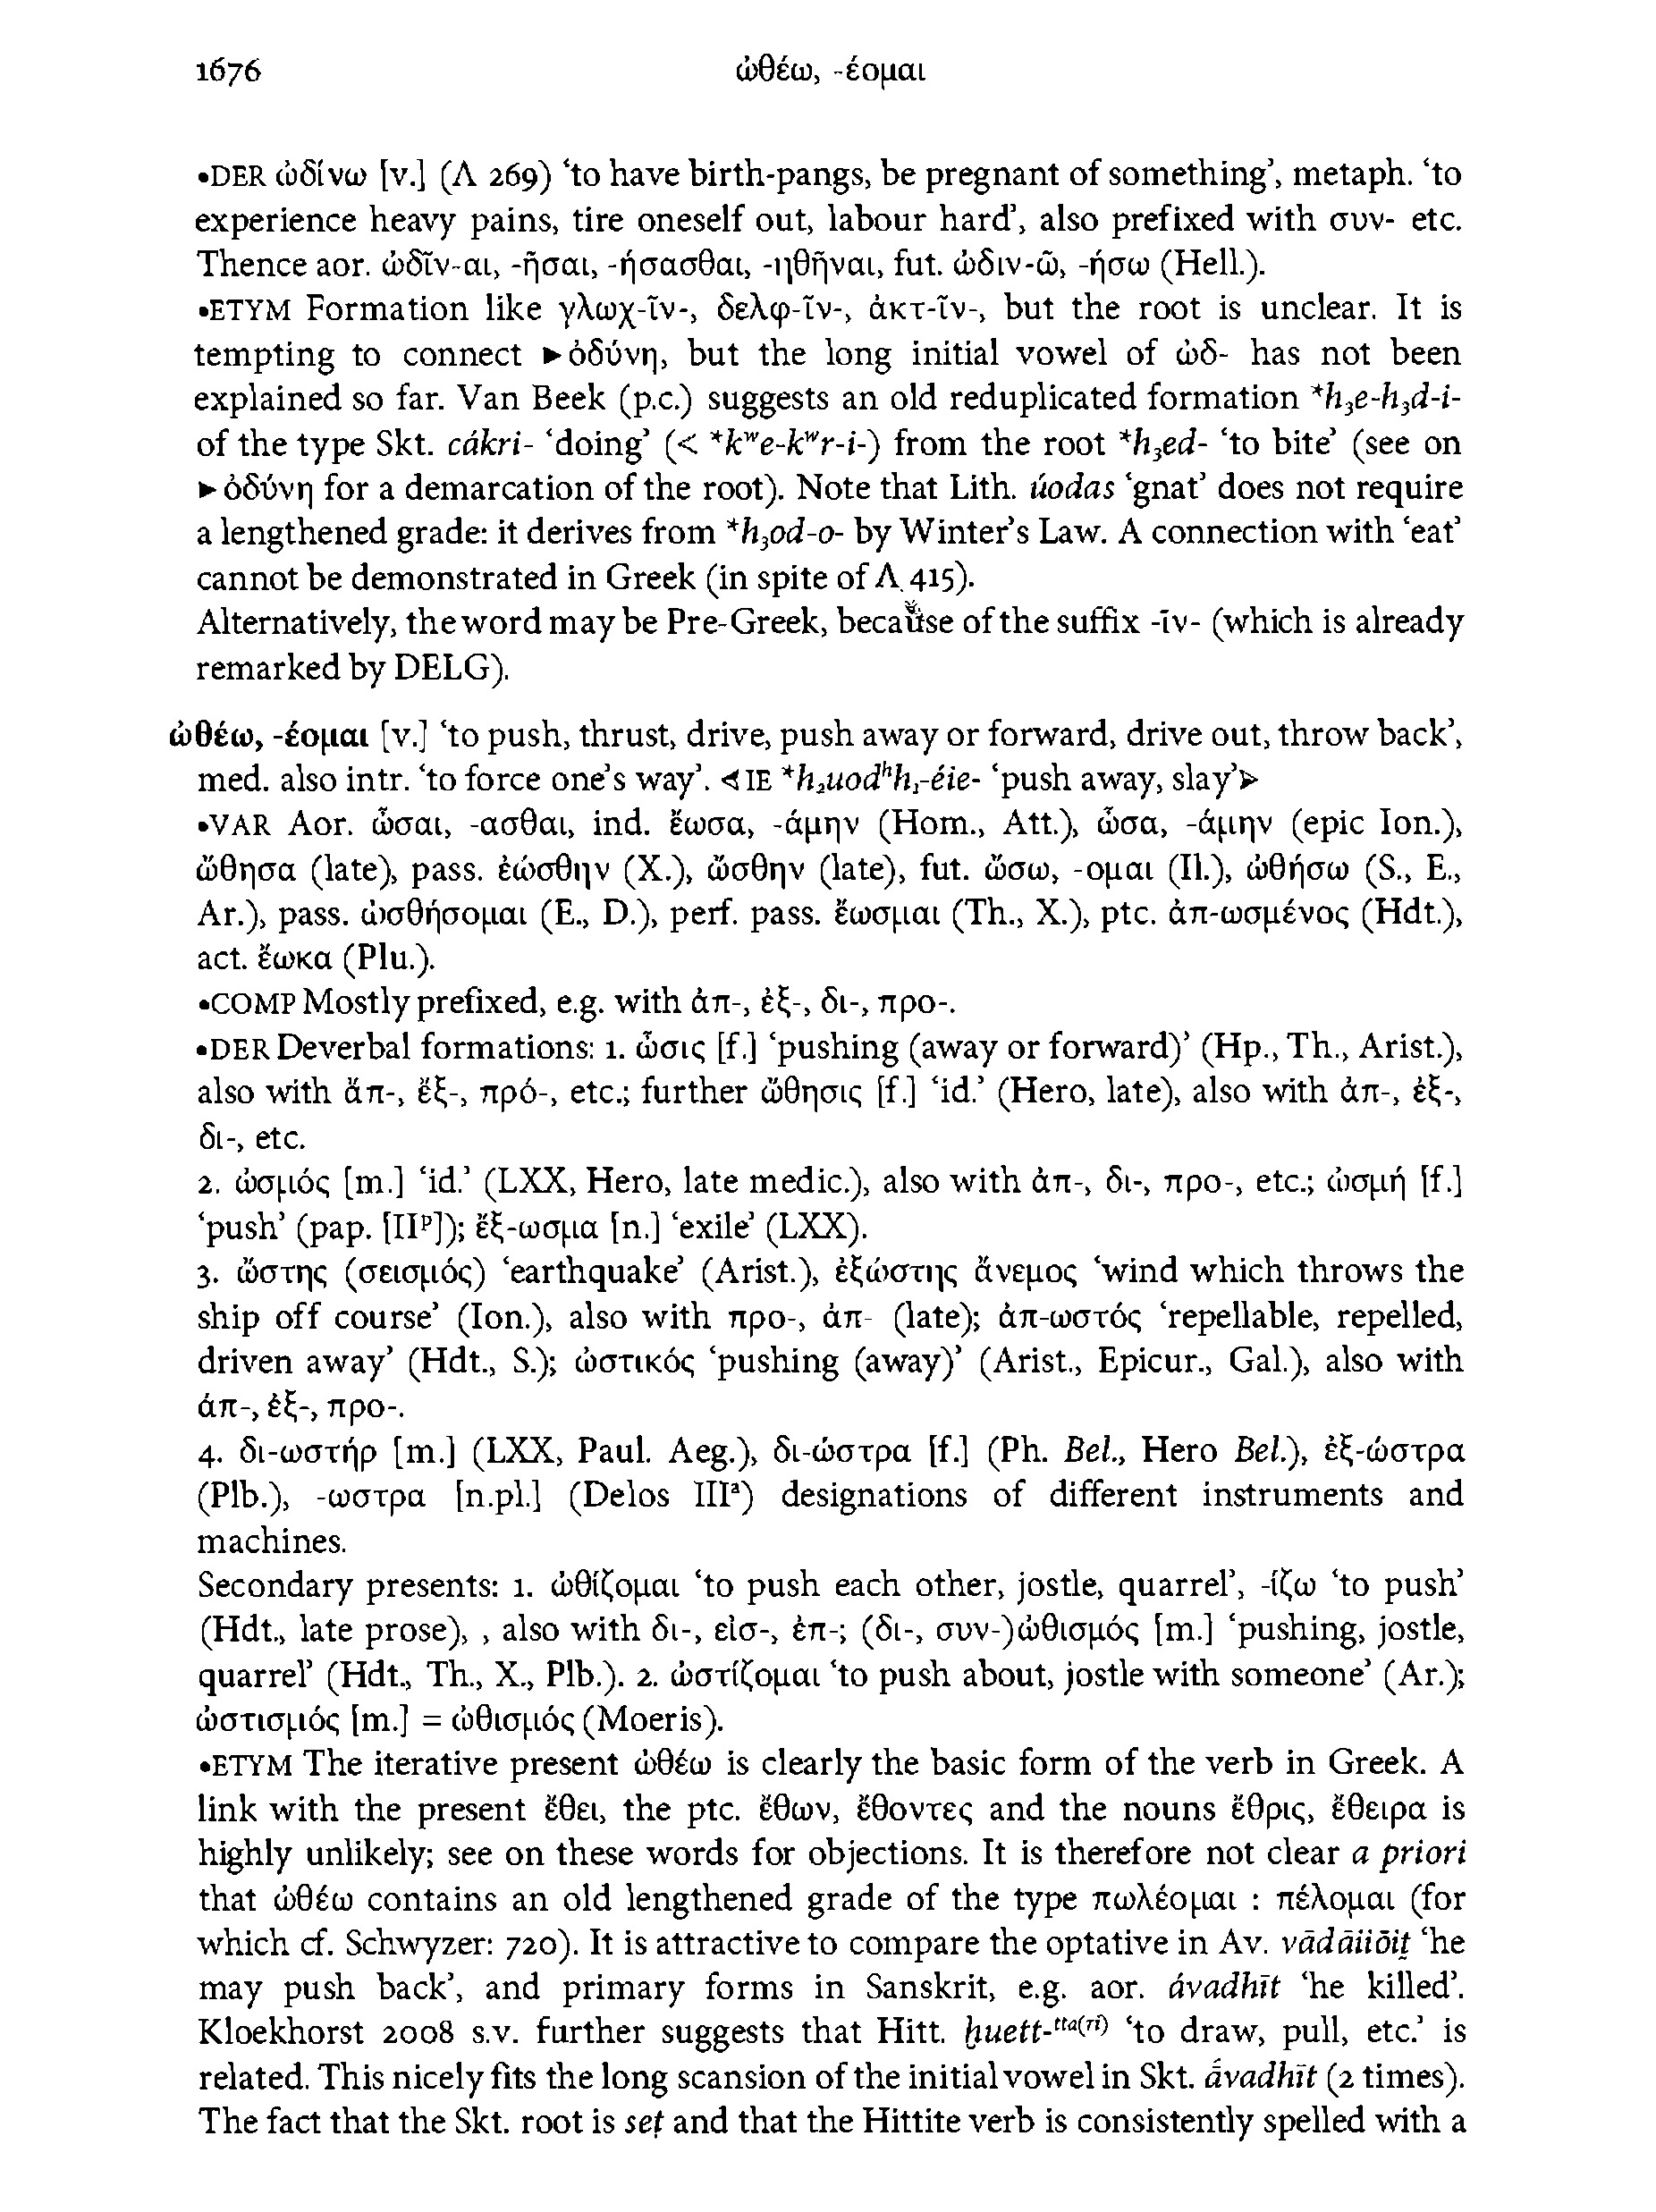 1676
ὠθέω, -έομαι
•DER ὠδίνω [v.] (Λ 269) ‘to have birth-pangs, be pregnant of something’, metaph. ‘to
experience heavy pains, tire oneself out, labour hard’, also prefixed with συν- etc.
Thence aor. ὠδῖν-αι, -ῆσαι, -ήσασθαι, -ηθῆναι, fut. ὠδιν-ῶ, -ήσω (Hell.).
•ETYM Formation like γλωχ-ῖν-, δελφ-ῖν-, ἀκτ-ῖν-, but the root is unclear. It is
tempting to connect ►ὀδύνη, but the long initial vowel of ὠδ- has not been
explained so far. Van Beek (p.c.) suggests an old reduplicated formation *h₃e-h₃d-i-
of the type Skt. cákri- ‘doing’ (< *kʷe-kʷr-i-) from the root *h₃ed- ‘to bite’ (see on
►ὀδύνη for a demarcation of the root). Note that Lith. úodas ‘gnat’ does not require
a lengthened grade: it derives from *h₃od-o- by Winter’s Law. A connection with ‘eat’
cannot be demonstrated in Greek (in spite of Λ 415).
Alternatively, the word may be Pre-Greek, because of the suffix -ῑν- (which is already
remarked by DELG).
ὠθέω, -έομαι [v.] ‘to push, thrust, drive, push away or forward, drive out, throw back’,
med. also intr. ‘to force one’s way’. ⊲IE *h₂uodʰh₁-éie- ‘push away, slay’⊳
•VAR Aor. ὦσαι, -ασθαι, ind. ἔωσα, -άμην (Hom., Att.), ὦσα, -άμην (epic Ion.),
ὤθησα (late), pass. ἐώσθην (X.), ὤσθην (late), fut. ὤσω, -ομαι (Il.), ὠθήσω (S., E.,
Ar.), pass. ὠσθήσομαι (E., D.), perf. pass. ἔωσμαι (Th., X.), ptc. ἀπ-ωσμένος (Hdt.),
act. ἔωκα (Plu.).
•COMP Mostly prefixed, e.g. with ἀπ-, ἐξ-, δι-, προ-.
•DER Deverbal formations: 1. ὦσις [f.] ‘pushing (away or forward)’ (Hp., Th., Arist.),
also with ἄπ-, ἔξ-, πρό-, etc.; further ὤθησις [f.] ‘id.’ (Hero, late), also with ἀπ-, ἐξ-,
δι-, etc.
2. ὠσμός [m.] ‘id.’ (LXX, Hero, late medic.), also with ἀπ-, δι-, προ-, etc.; ὠσμή [f.]
‘push’ (pap. [IIᵖ]); ἔξ-ωσμα [n.] ‘exile’ (LXX).
3. ὤστης (σεισμός) ‘earthquake’ (Arist.), ἐξώστης ἄνεμος ‘wind which throws the
ship off course’ (Ion.), also with προ-, ἀπ- (late); ἀπ-ωστός ‘repellable, repelled,
driven away’ (Hdt., S.); ὠστικός ‘pushing (away)’ (Arist., Epicur., Gal.), also with
ἀπ-, ἐξ-, προ-.
4. δι-ωστήρ [m.] (LXX, Paul. Aeg.), δι-ώστρα [f.] (Ph. Bel., Hero Bel.), ἐξ-ώστρα
(Plb.), -ωστρα [n.pl.] (Delos IIIᵃ) designations of different instruments and
machines.
Secondary presents: 1. ὠθίζομαι ‘to push each other, jostle, quarrel’, -ίζω ‘to push’
(Hdt., late prose), , also with δι-, εἰσ-, ἐπ-; (δι-, συν-)ὠθισμός [m.] ‘pushing, jostle,
quarrel’ (Hdt., Th., X., Plb.). 2. ὠστίζομαι ‘to push about, jostle with someone’ (Ar.);
ὠστισμός [m.] = ὠθισμός (Moeris).
•ETYM The iterative present ὠθέω is clearly the basic form of the verb in Greek. A
link with the present ἔθει, the ptc. ἔθων, ἔθοντες and the nouns ἔθρις, ἔθειρα is
highly unlikely; see on these words for objections. It is therefore not clear a priori
that ὠθέω contains an old lengthened grade of the type πωλέομαι : πέλομαι (for
which cf. Schwyzer: 720). It is attractive to compare the optative in Av. vādāiiōit̰ ‘he
may push back’, and primary forms in Sanskrit, e.g. aor. ávadhīt ‘he killed’.
Kloekhorst 2008 s.v. further suggests that Hitt. ḫuett-ᵗᵗᵃ⁽ʳⁱ⁾ ‘to draw, pull, etc.’ is
related. This nicely fits the long scansion of the initial vowel in Skt. ā́vadhīt (2 times).
The fact that the Skt. root is seṭ and that the Hittite verb is consistently spelled with a